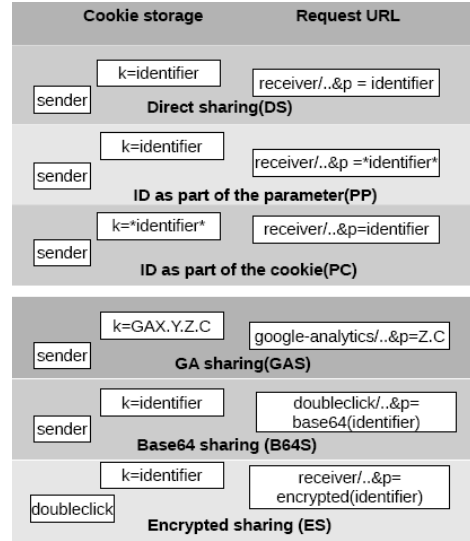 Cookie storage Request URL
k=identifier
receiver/..&p = identifier
sender
Direct sharing(DS)
k=identifier
receiver/..&p =*identifier*
sender
ID as part of the parameter(PP)
k=*identifier*
receiver/..&p=identifier
sender
ID as part of the cookie(PC)
k=GAX.Y.Z.C
google-analytics/..&p=Z.C
sender
GA sharing(GAS)
k=identifier
doubleclick/..&p=
base64(identifier)
sender
Base64 sharing (B64S)
k=identifier
receiver/..&p=
encrypted(identifier)
doubleclick
Encrypted sharing (ES)